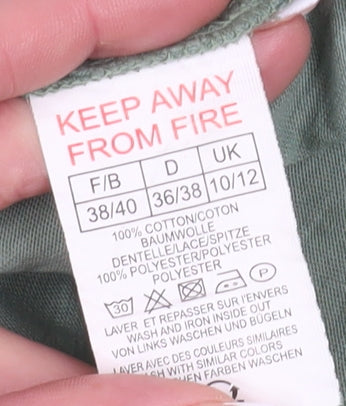 KEEP AWAY
FROM FIRE
F/B D UK
38/40 36/38 10/12
100% COTTON/COTON
BAUMWOLLE
DENTELLE/LACE/SPITZE
100% POLYESTER/POLYESTER
POLYESTER
30 P
LAVER ET REPASSER SUR L'ENVERS
WASH AND IRON INSIDE OUT
VON LINKS WASCHEN UND BÜGELN
LAVER AVEC DES COULEURS SIMILAIRES
WITH SIMILAR COLORS
FARBEN WASCHEN